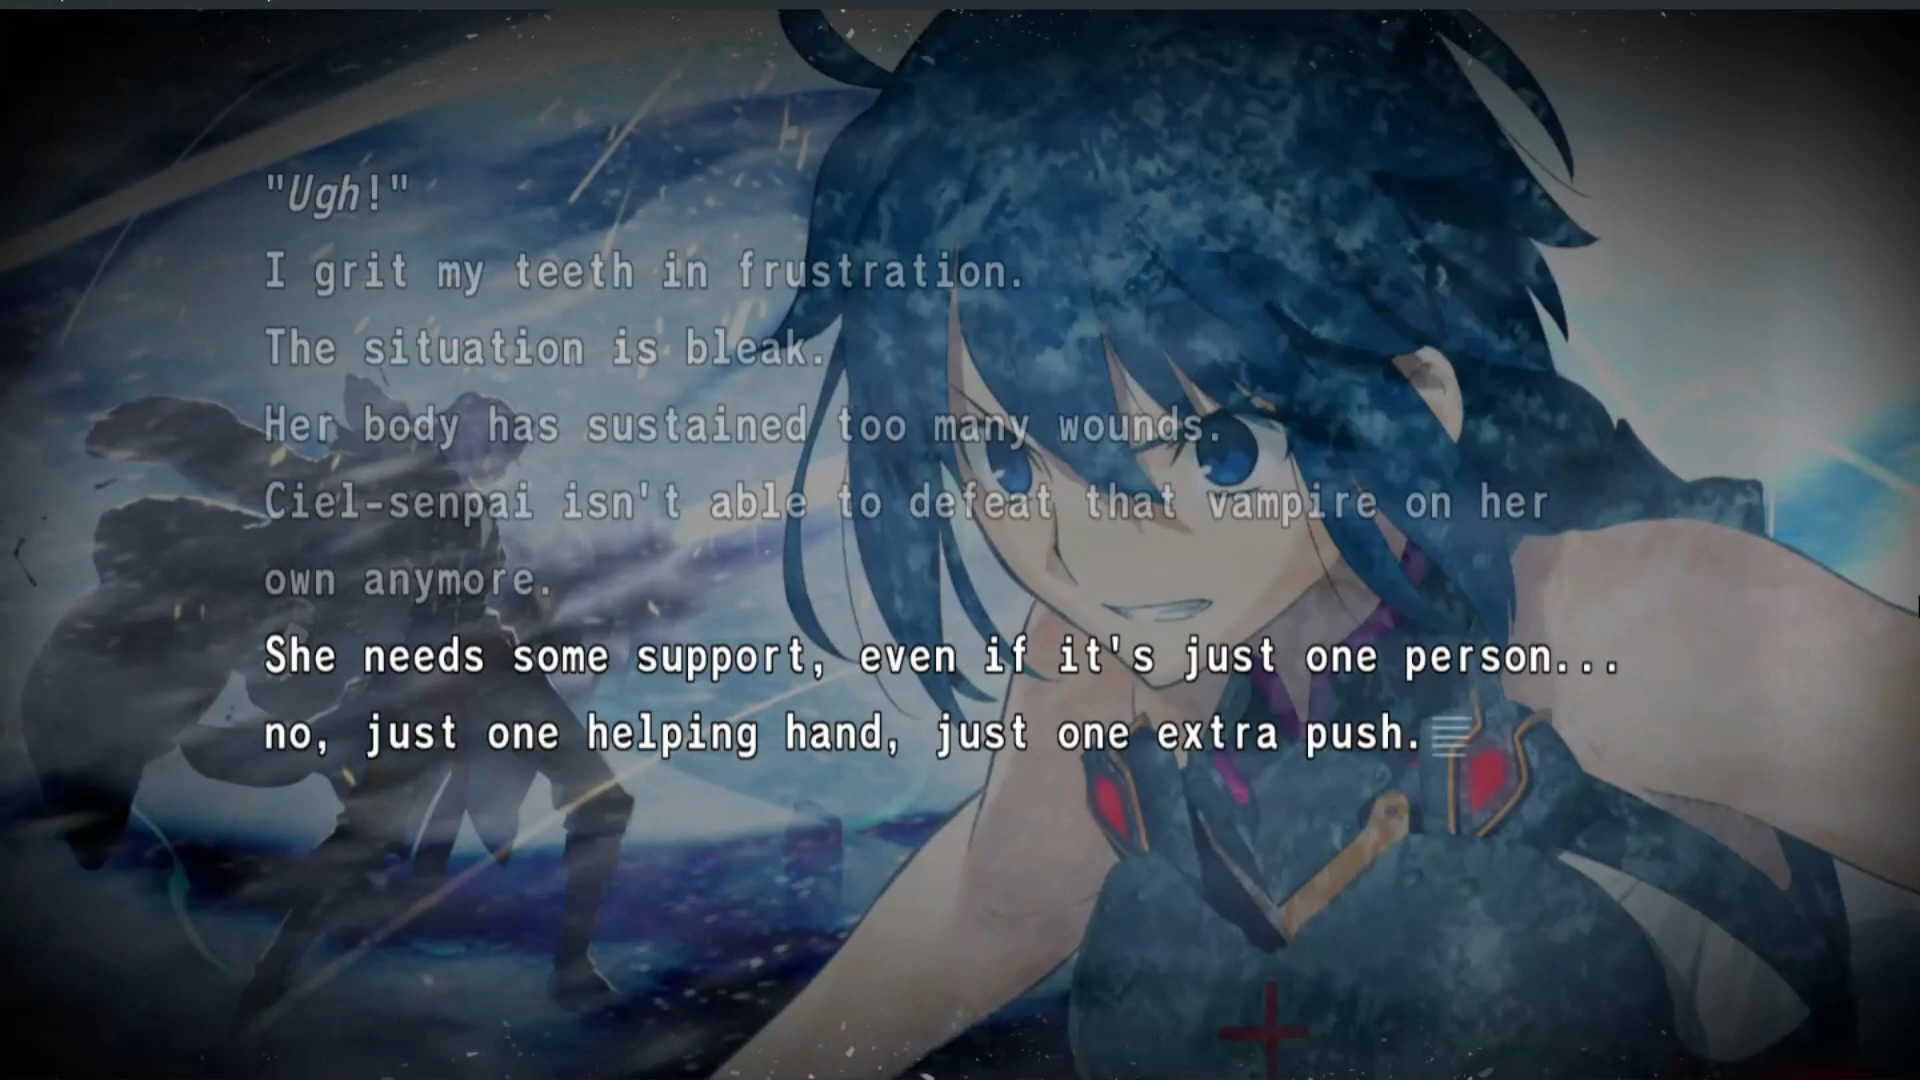 "Ugh!"
I grit my teeth in frustration.
The situation is bleak.
Her body has sustained too many wounds.
Ciel-senpai isn't able to defeat that vampire on her
own anymore.
She needs some support, even if it's just one person...
no, just one helping hand, just one extra push.